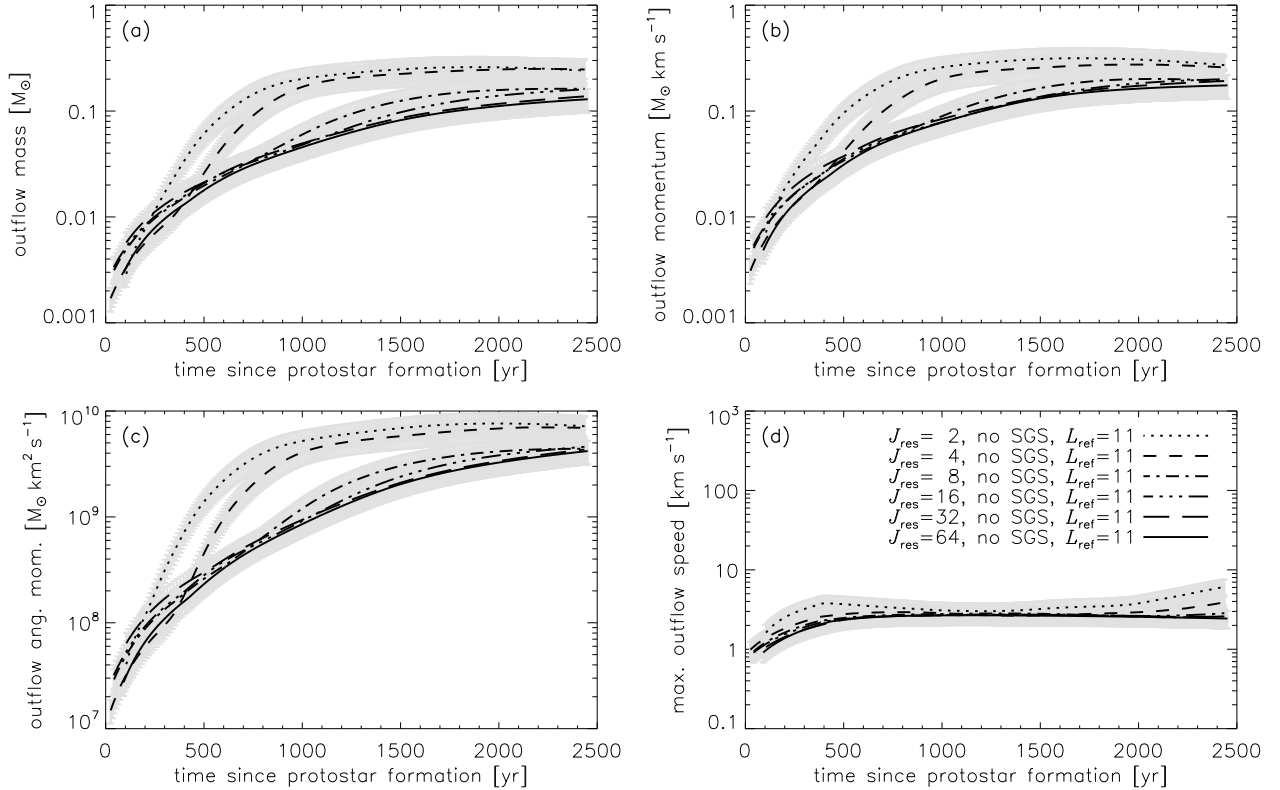 (a)
outflow mass [M⊙]
1
0.1
0.01
0.001
0 500 1000 1500 2000 2500
time since protostar formation [yr]
(b)
outflow momentum [M⊙ km s⁻¹]
1
0.1
0.01
0.001
0 500 1000 1500 2000 2500
time since protostar formation [yr]
(c)
outflow ang. mom. [M⊙ km² s⁻¹]
10¹⁰
10⁹
10⁸
10⁷
0 500 1000 1500 2000 2500
time since protostar formation [yr]
(d)
max. outflow speed [km s⁻¹]
10³
100
10
1
0.1
J_res= 2, no SGS, L_ref=11
J_res= 4, no SGS, L_ref=11
J_res= 8, no SGS, L_ref=11
J_res=16, no SGS, L_ref=11
J_res=32, no SGS, L_ref=11
J_res=64, no SGS, L_ref=11
0 500 1000 1500 2000 2500
time since protostar formation [yr]